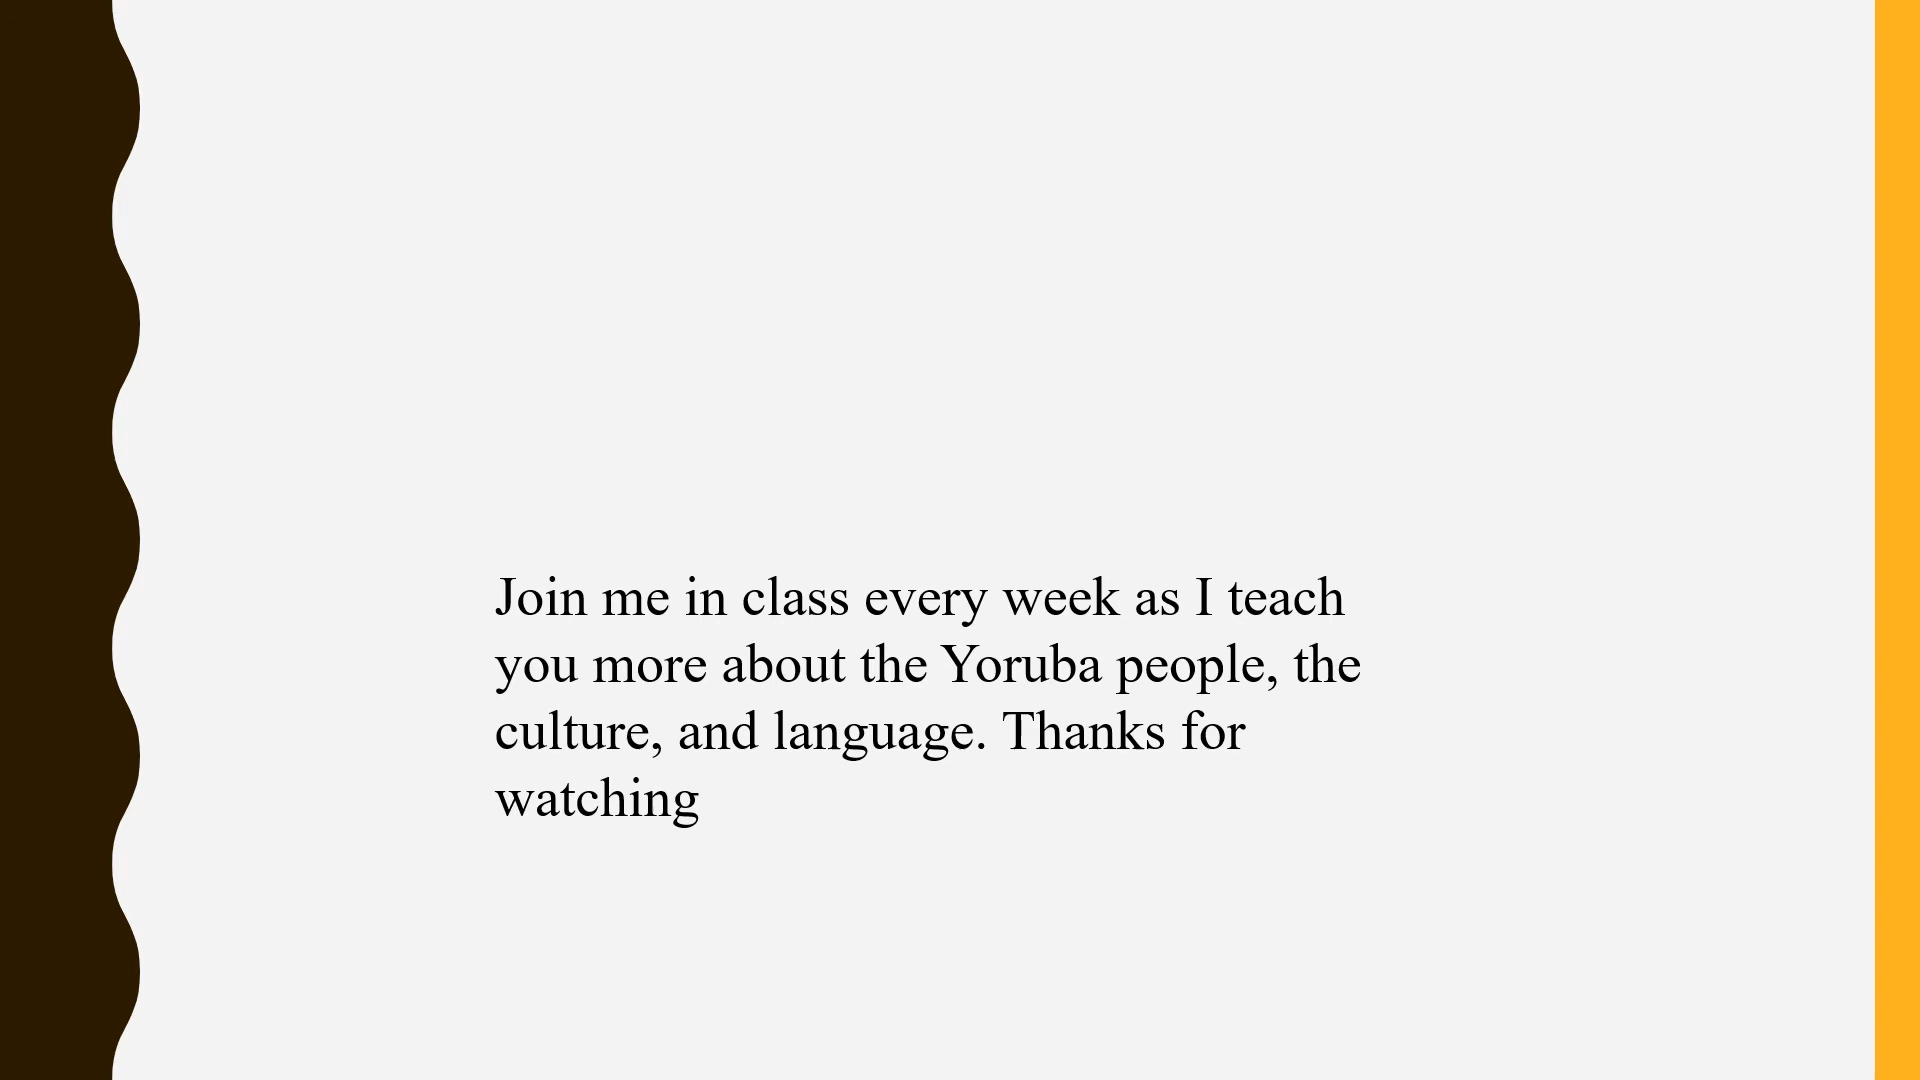 Join me in class every week as I teach
you more about the Yoruba people, the
culture, and language. Thanks for
watching